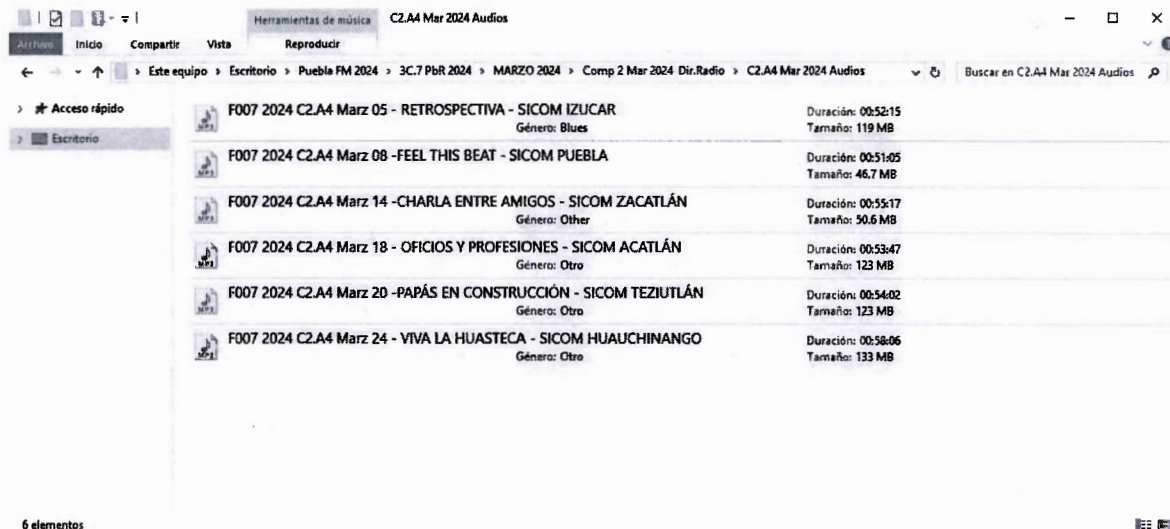 Herramientas de música C2.A4 Mar 2024 Audios
Archivo Inicio Compartir Vista Reproducir
Este equipo › Escritorio › Puebla FM 2024 › 3C.7 PbR 2024 › MARZO 2024 › Comp 2 Mar 2024 Dir.Radio › C2.A4 Mar 2024 Audios Buscar en C2.A4 Mar 2024 Audios
Acceso rápido
Escritorio
F007 2024 C2.A4 Marz 05 - RETROSPECTIVA - SICOM IZUCAR Duración: 00:52:15
Género: Blues Tamaño: 119 MB
F007 2024 C2.A4 Marz 08 -FEEL THIS BEAT - SICOM PUEBLA Duración: 00:51:05
Tamaño: 46.7 MB
F007 2024 C2.A4 Marz 14 -CHARLA ENTRE AMIGOS - SICOM ZACATLÁN Duración: 00:55:17
Género: Other Tamaño: 50.6 MB
F007 2024 C2.A4 Marz 18 - OFICIOS Y PROFESIONES - SICOM ACATLÁN Duración: 00:53:47
Género: Otro Tamaño: 123 MB
F007 2024 C2.A4 Marz 20 -PAPÁS EN CONSTRUCCIÓN - SICOM TEZIUTLÁN Duración: 00:54:02
Género: Otro Tamaño: 123 MB
F007 2024 C2.A4 Marz 24 - VIVA LA HUASTECA - SICOM HUAUCHINANGO Duración: 00:58:06
Género: Otro Tamaño: 133 MB
6 elementos